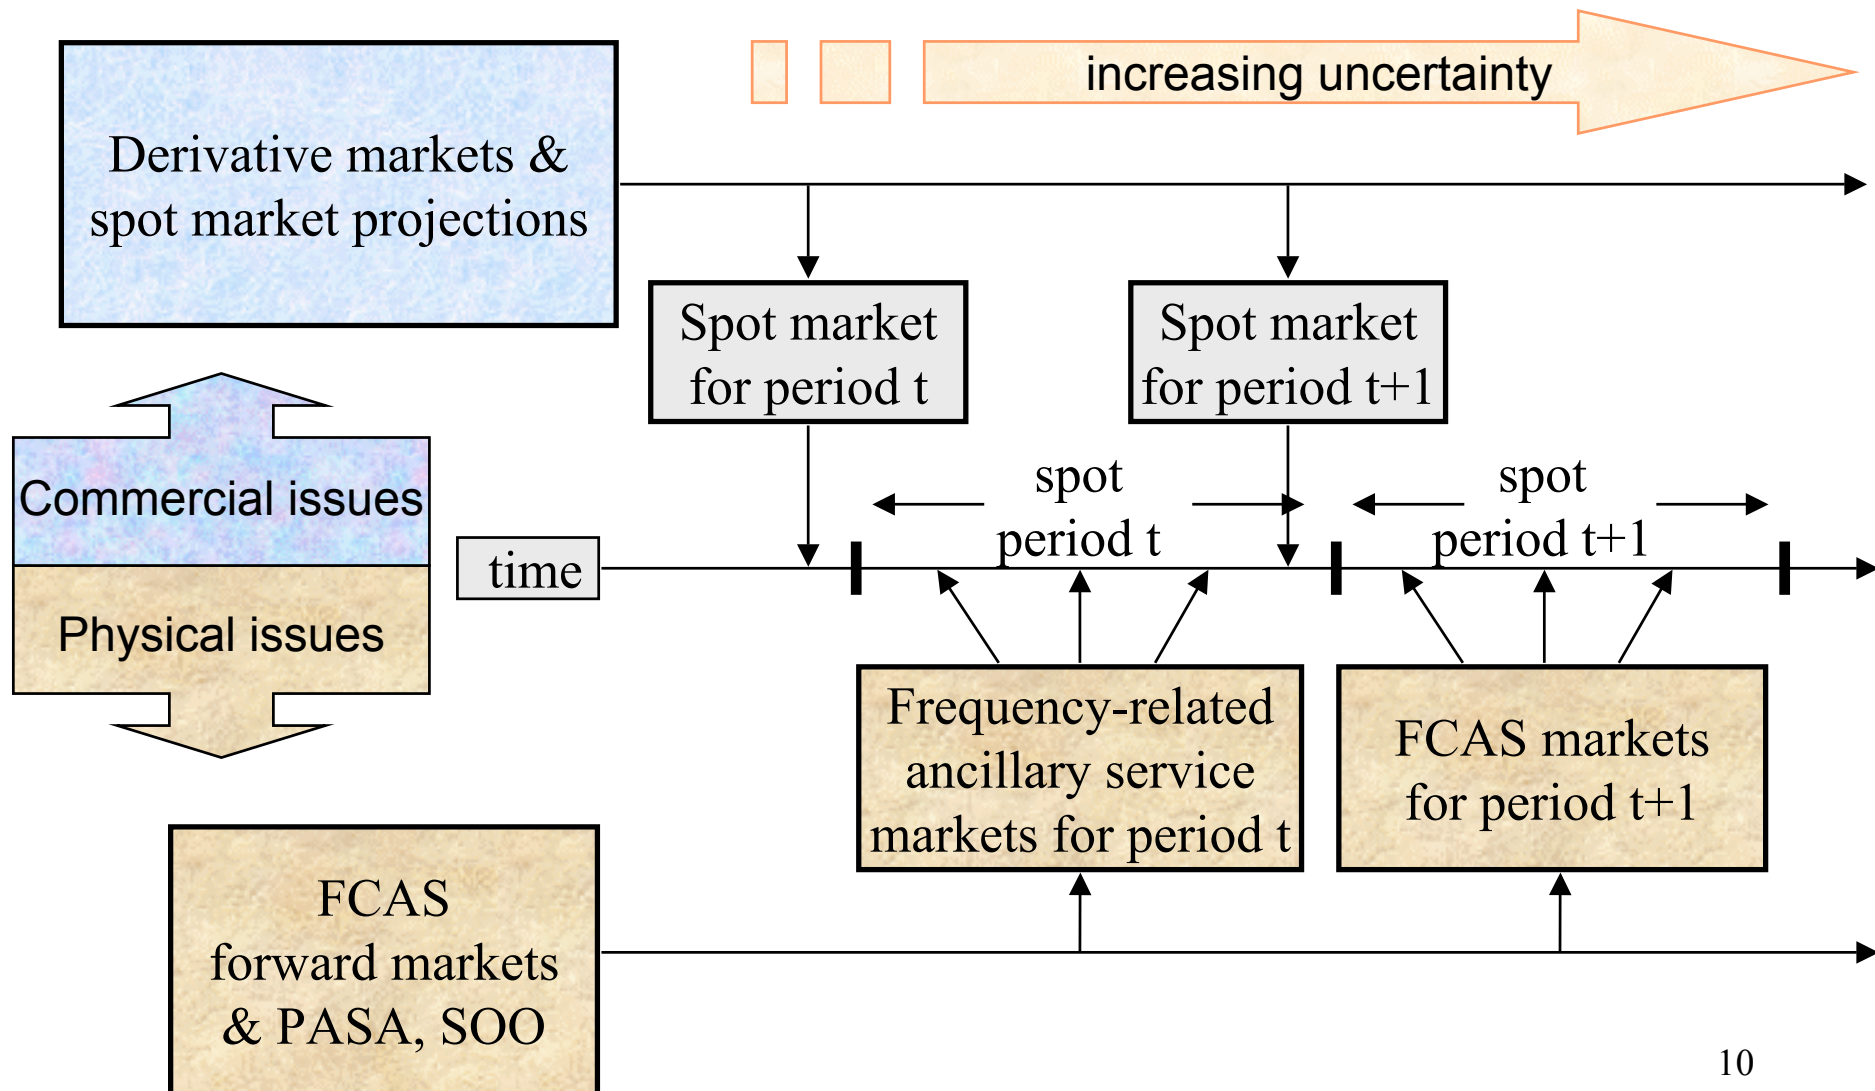 increasing uncertainty
Derivative markets &
spot market projections
Spot market
for period t
Spot market
for period t+1
Commercial issues
Physical issues
time
spot
period t
spot
period t+1
Frequency-related
ancillary service
markets for period t
FCAS markets
for period t+1
FCAS
forward markets
& PASA, SOO
10